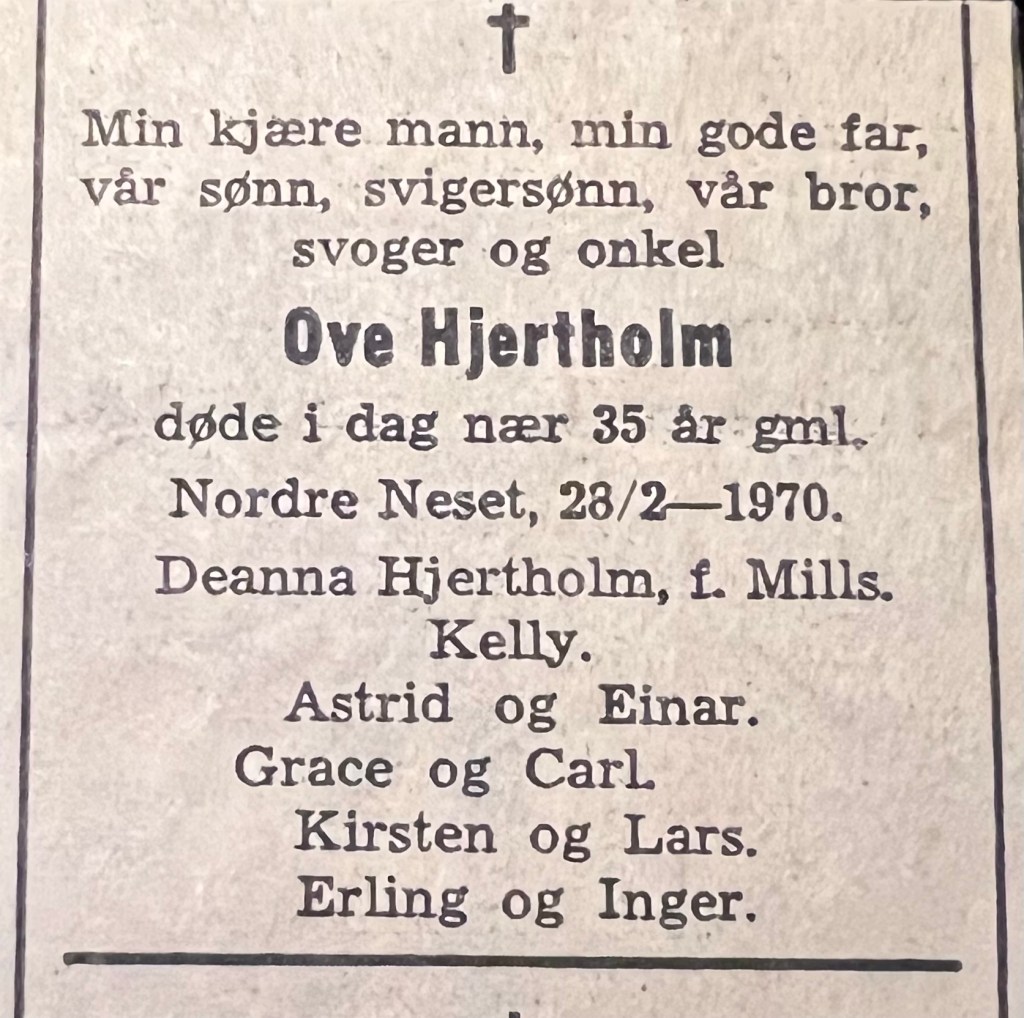 Min kjære mann, min gode far,
vår sønn, svigersønn, vår bror,
svoger og onkel
Ove Hjertholm
døde i dag nær 35 år gml.
Nordre Neset, 28/2—1970.
Deanna Hjertholm, f. Mills.
Kelly.
Astrid og Einar.
Grace og Carl.
Kirsten og Lars.
Erling og Inger.